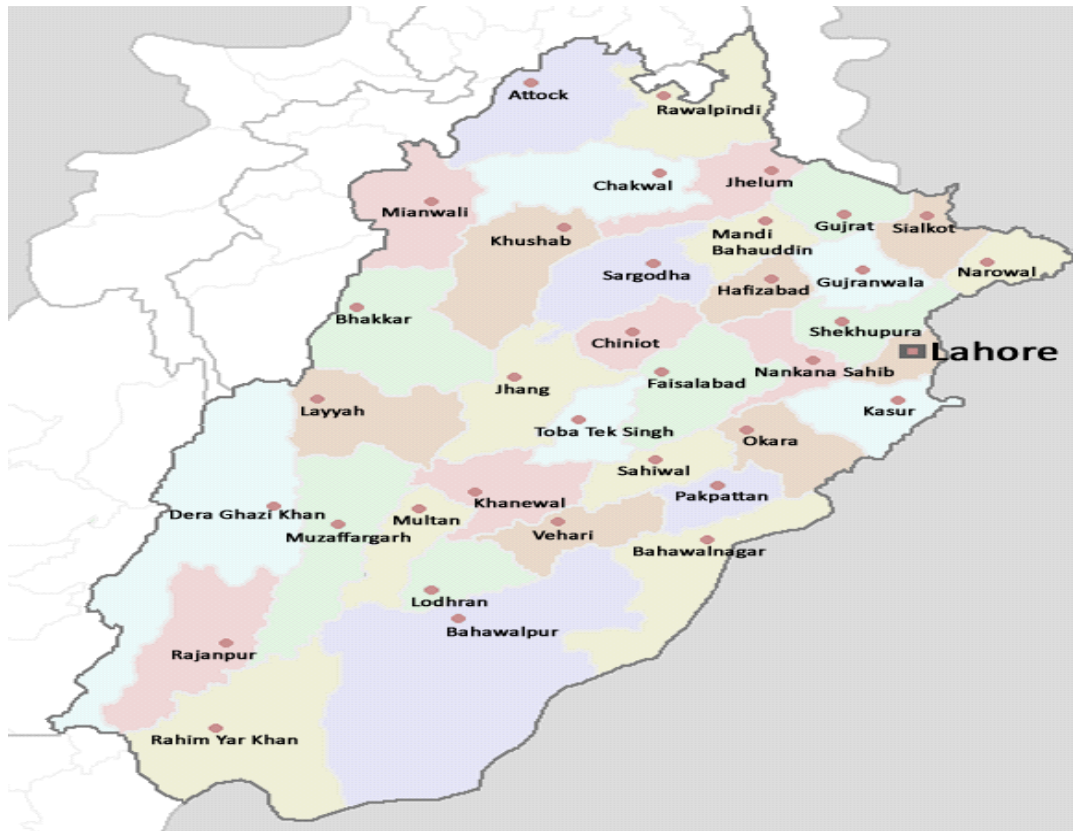 Attock
Rawalpindi
Chakwal
Jhelum
Mianwali
Gujrat
Sialkot
Khushab
Mandi
Bahauddin
Sargodha
Narowal
Hafizabad
Gujranwala
Bhakkar
Shekhupura
Chiniot
Lahore
Nankana Sahib
Jhang
Faisalabad
Layyah
Kasur
Toba Tek Singh
Okara
Sahiwal
Khanewal
Pakpattan
Dera Ghazi Khan
Multan
Muzaffargarh
Vehari
Bahawalnagar
Lodhran
Bahawalpur
Rajanpur
Rahim Yar Khan